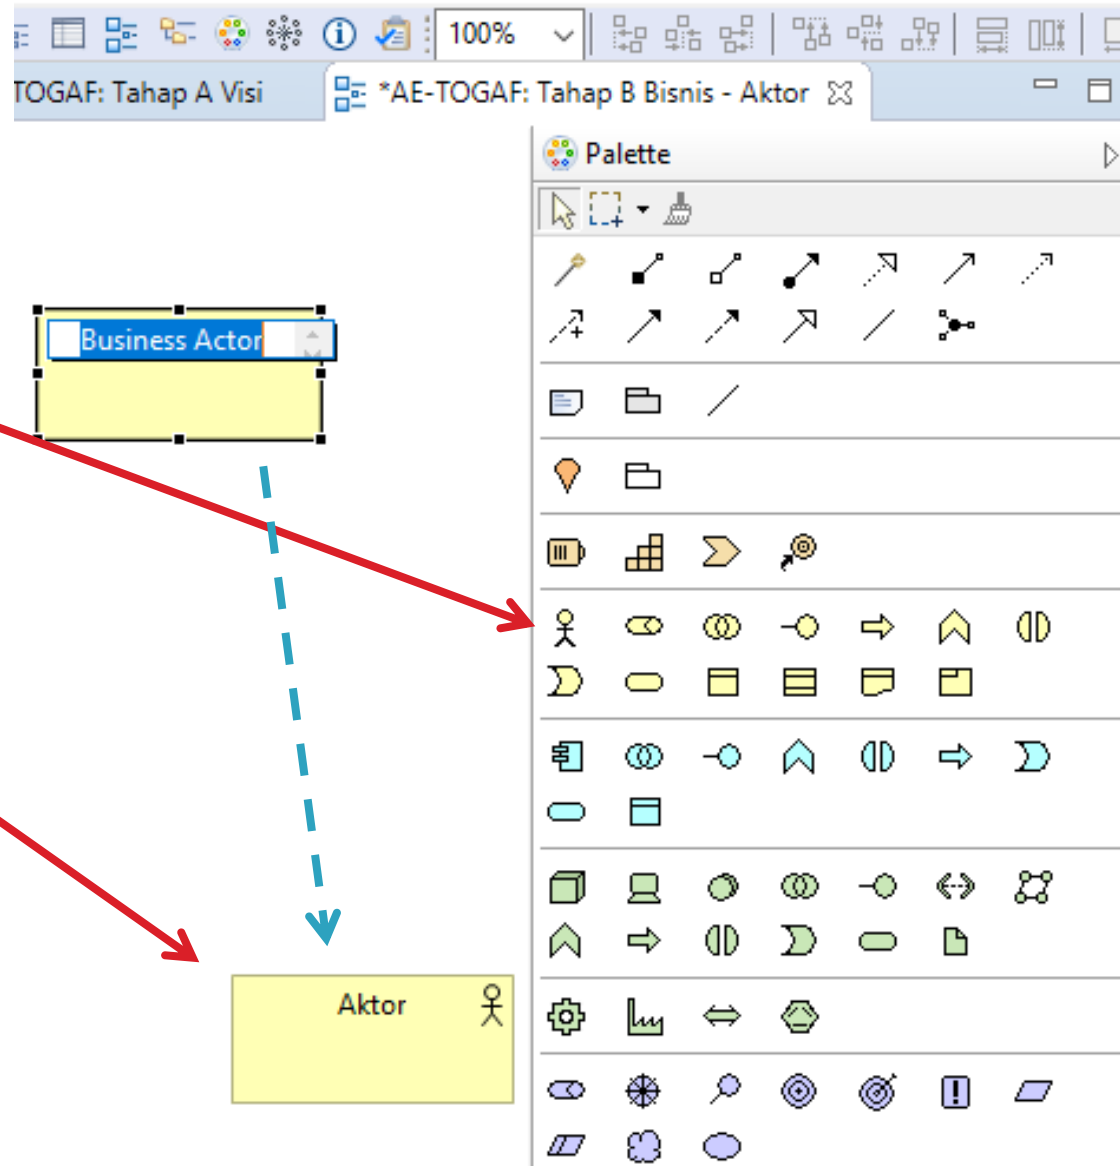 100%
TOGAF: Tahap A Visi
*AE-TOGAF: Tahap B Bisnis - Aktor
Palette
Business Actor
Aktor